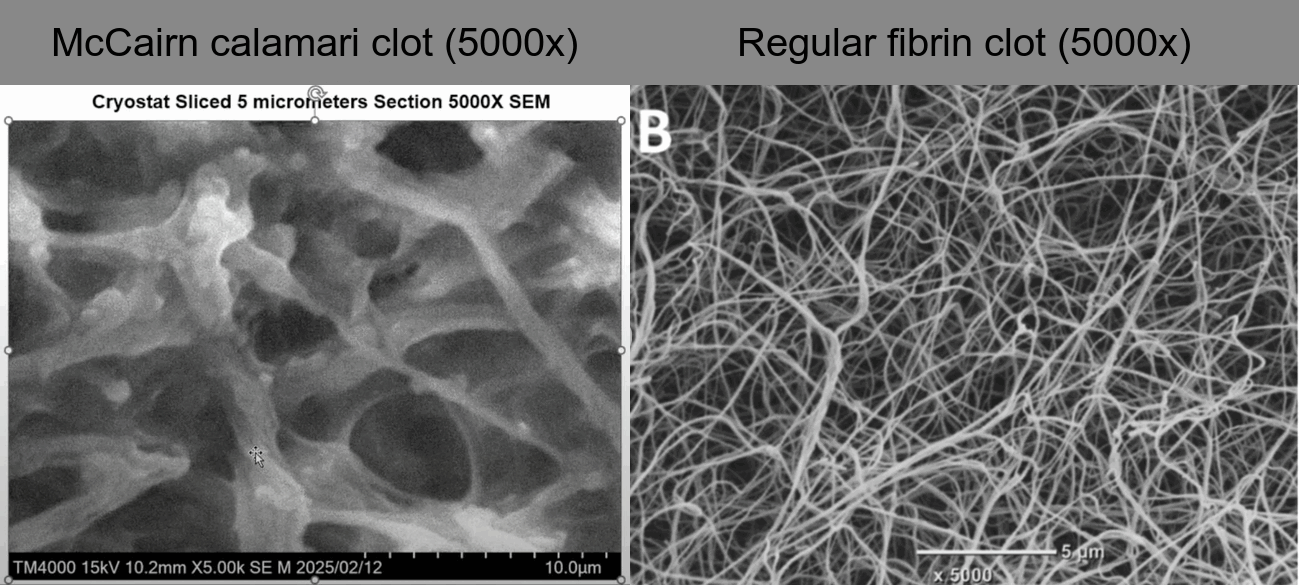 McCairn calamari clot (5000x)
Regular fibrin clot (5000x)
Cryostat Sliced 5 micrometers Section 5000X SEM
B
TM4000 15kV 10.2mm X5.00k SE M 2025/02/12
10.0µm
5 µm
x 5000